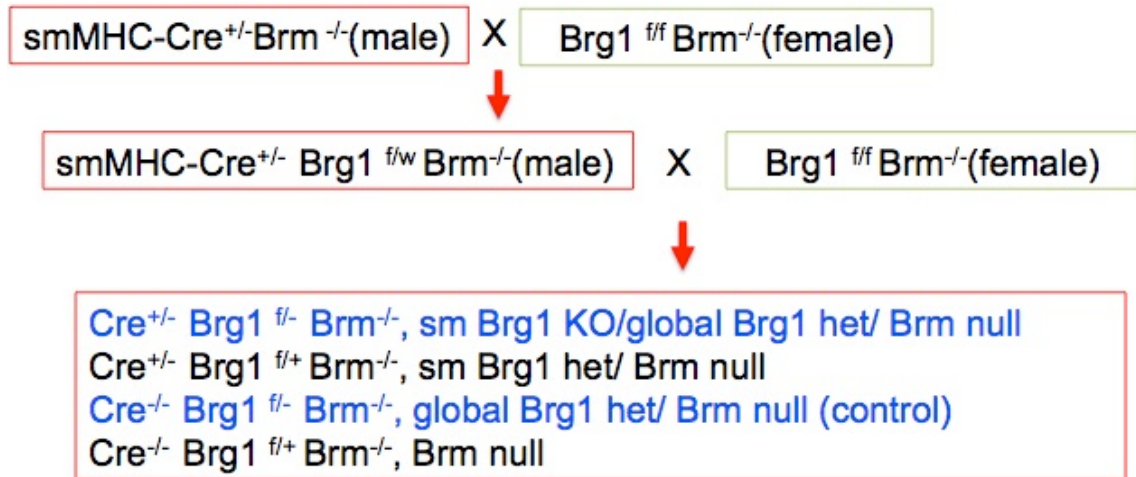 smMHC-Cre⁺/⁻Brm ⁻/⁻(male) X Brg1 ᶠ/ᶠ Brm⁻/⁻(female)
smMHC-Cre⁺/⁻ Brg1 ᶠ/ʷ Brm⁻/⁻(male) X Brg1 ᶠ/ᶠ Brm⁻/⁻(female)
Cre⁺/⁻ Brg1 ᶠ/⁻ Brm⁻/⁻, sm Brg1 KO/global Brg1 het/ Brm null
Cre⁺/⁻ Brg1 ᶠ/⁺ Brm⁻/⁻, sm Brg1 het/ Brm null
Cre⁻/⁻ Brg1 ᶠ/⁻ Brm⁻/⁻, global Brg1 het/ Brm null (control)
Cre⁻/⁻ Brg1 ᶠ/⁺ Brm⁻/⁻, Brm null